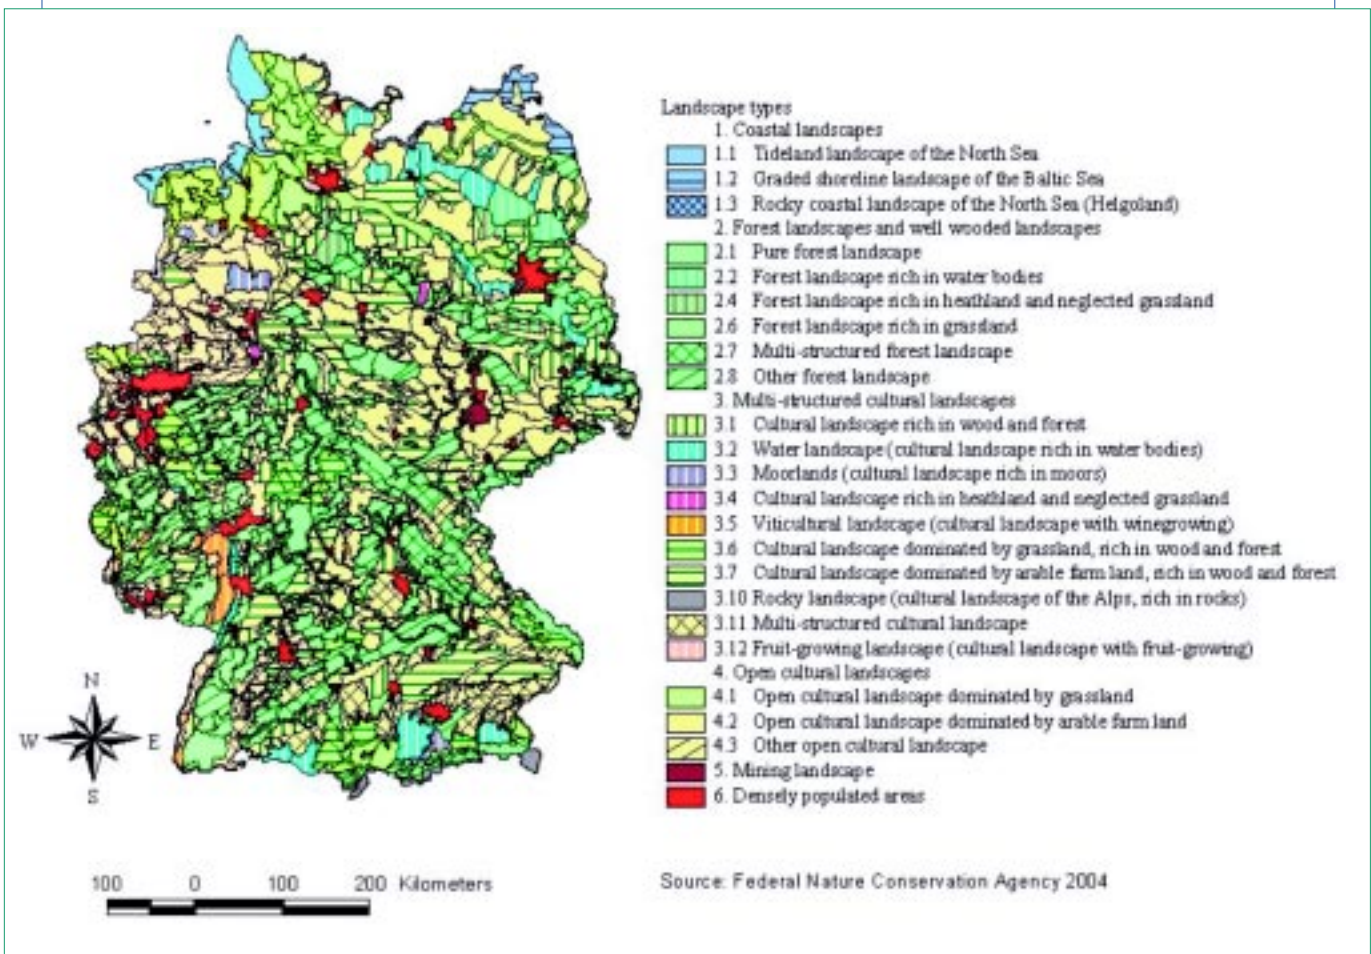 Landscape types
1. Coastal landscapes
1.1 Tideland landscape of the North Sea
1.2 Graded shoreline landscape of the Baltic Sea
1.3 Rocky coastal landscape of the North Sea (Helgoland)
2. Forest landscapes and well wooded landscapes
2.1 Pure forest landscape
2.2 Forest landscape rich in water bodies
2.4 Forest landscape rich in heathland and neglected grassland
2.6 Forest landscape rich in grassland
2.7 Multi-structured forest landscape
2.8 Other forest landscape
3. Multi-structured cultural landscapes
3.1 Cultural landscape rich in wood and forest
3.2 Water landscape (cultural landscape rich in water bodies)
3.3 Moorlands (cultural landscape rich in moors)
3.4 Cultural landscape rich in heathland and neglected grassland
3.5 Viticultural landscape (cultural landscape with winegrowing)
3.6 Cultural landscape dominated by grassland, rich in wood and forest
3.7 Cultural landscape dominated by arable farm land, rich in wood and forest
3.10 Rocky landscape (cultural landscape of the Alps, rich in rocks)
3.11 Multi-structured cultural landscape
3.12 Fruit-growing landscape (cultural landscape with fruit-growing)
4. Open cultural landscapes
4.1 Open cultural landscape dominated by grassland
4.2 Open cultural landscape dominated by arable farm land
4.3 Other open cultural landscape
5. Mining landscape
6. Densely populated areas
N
W E
S
100 0 100 200 Kilometers
Source: Federal Nature Conservation Agency 2004